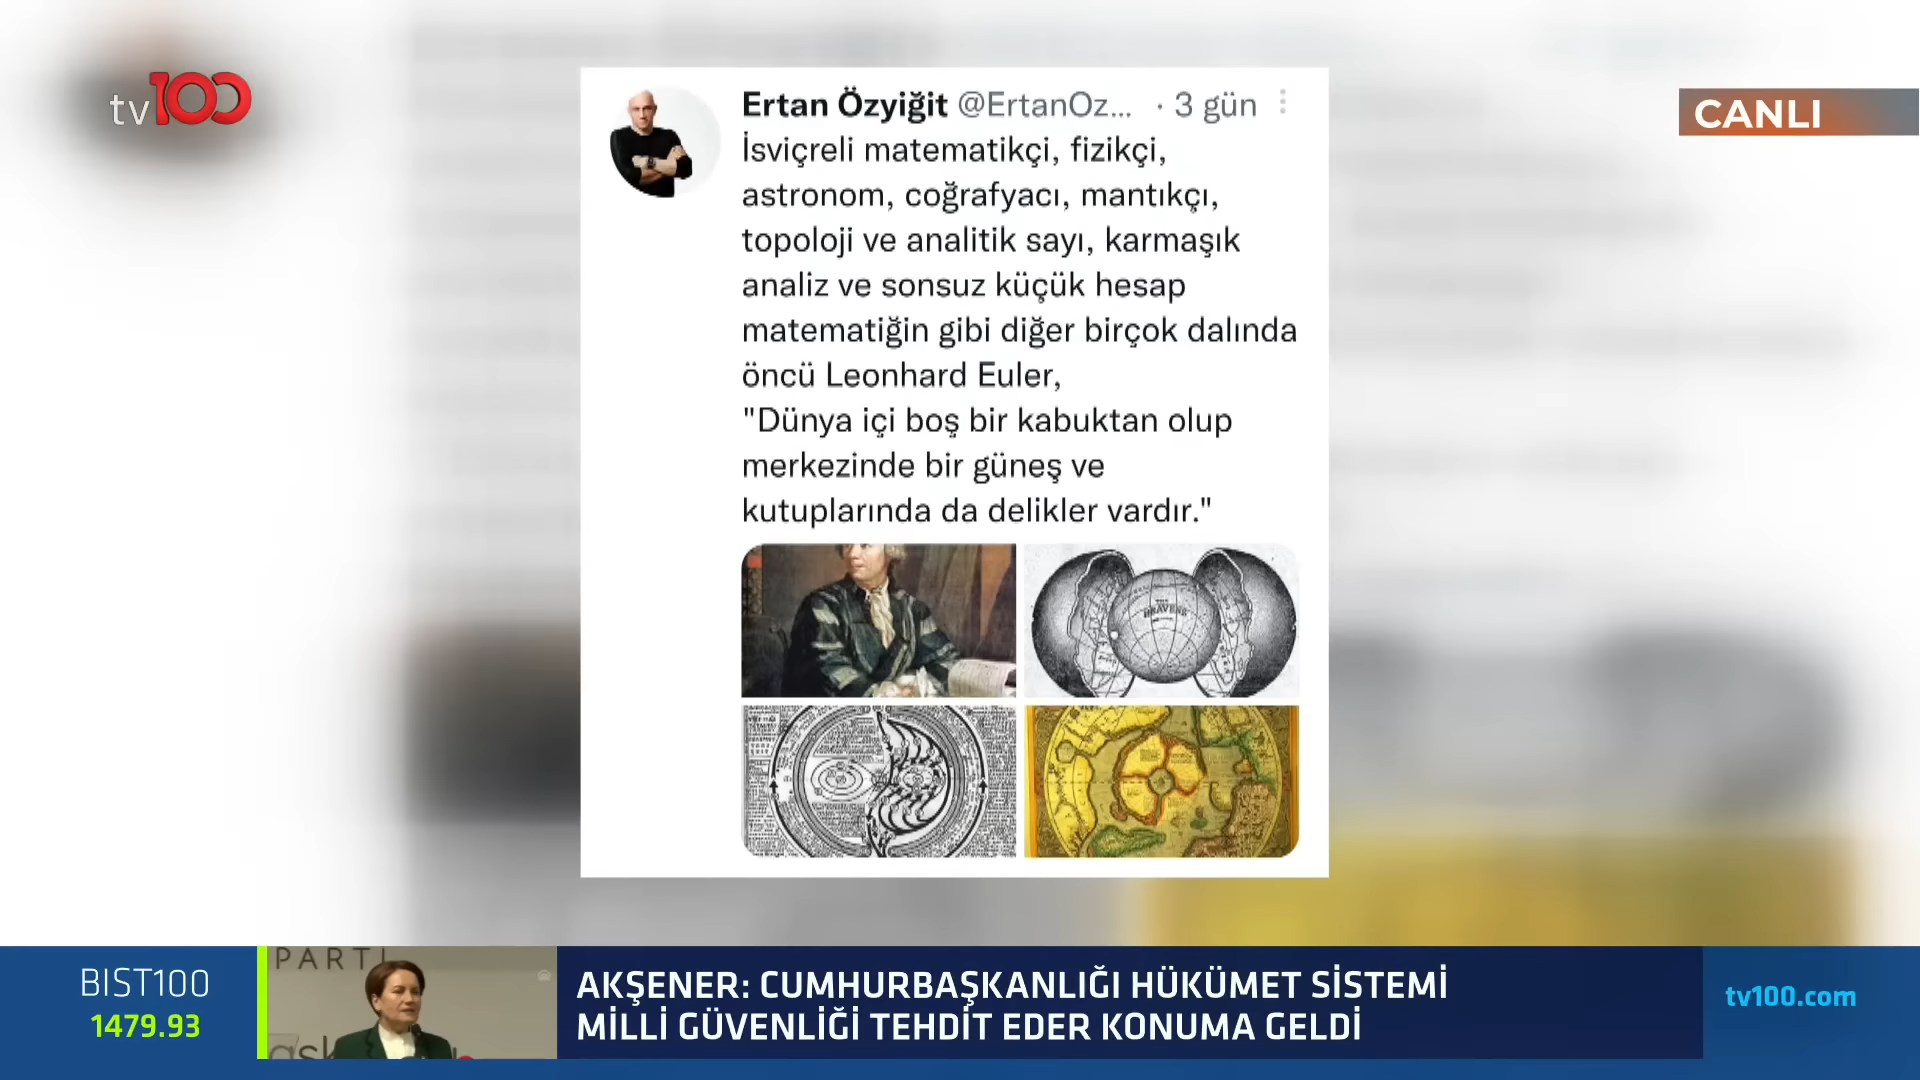 tv100
CANLI
Ertan Özyiğit @ErtanOz... · 3 gün
İsviçreli matematikçi, fizikçi,
astronom, coğrafyacı, mantıkçı,
topoloji ve analitik sayı, karmaşık
analiz ve sonsuz küçük hesap
matematiğin gibi diğer birçok dalında
öncü Leonhard Euler,
"Dünya içi boş bir kabuktan olup
merkezinde bir güneş ve
kutuplarında da delikler vardır."
BIST100
1479.93
PARTİ
AKŞENER: CUMHURBAŞKANLIĞI HÜKÜMET SİSTEMİ
MİLLİ GÜVENLİĞİ TEHDİT EDER KONUMA GELDİ
tv100.com